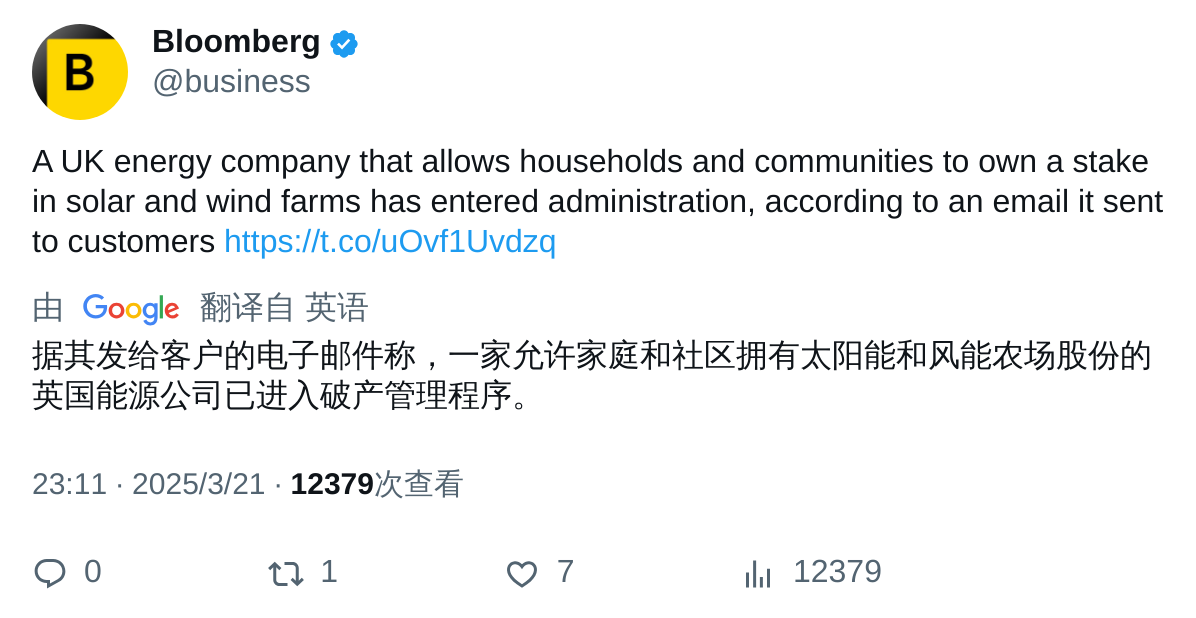 B
Bloomberg
@business
A UK energy company that allows households and communities to own a stake
in solar and wind farms has entered administration, according to an email it sent
to customers https://t.co/uOvf1Uvdzq
由 Google 翻译自 英语
据其发给客户的电子邮件称，一家允许家庭和社区拥有太阳能和风能农场股份的
英国能源公司已进入破产管理程序。
23:11 · 2025/3/21 · 12379次查看
0 1 7 12379